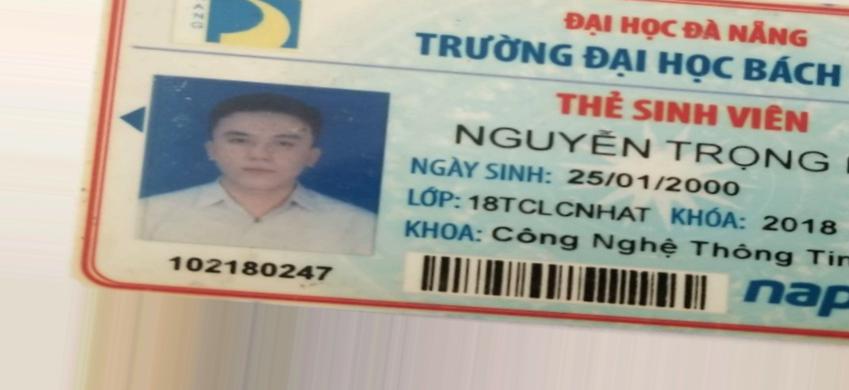 ĐẠI HỌC ĐÀ NẴNG
TRƯỜNG ĐẠI HỌC BÁCH
THẺ SINH VIÊN
NGUYỄN TRỌNG
NGÀY SINH: 25/01/2000
LỚP: 18TCLCNHAT KHÓA: 2018
KHOA: Công Nghệ Thông Tin
102180247
nap